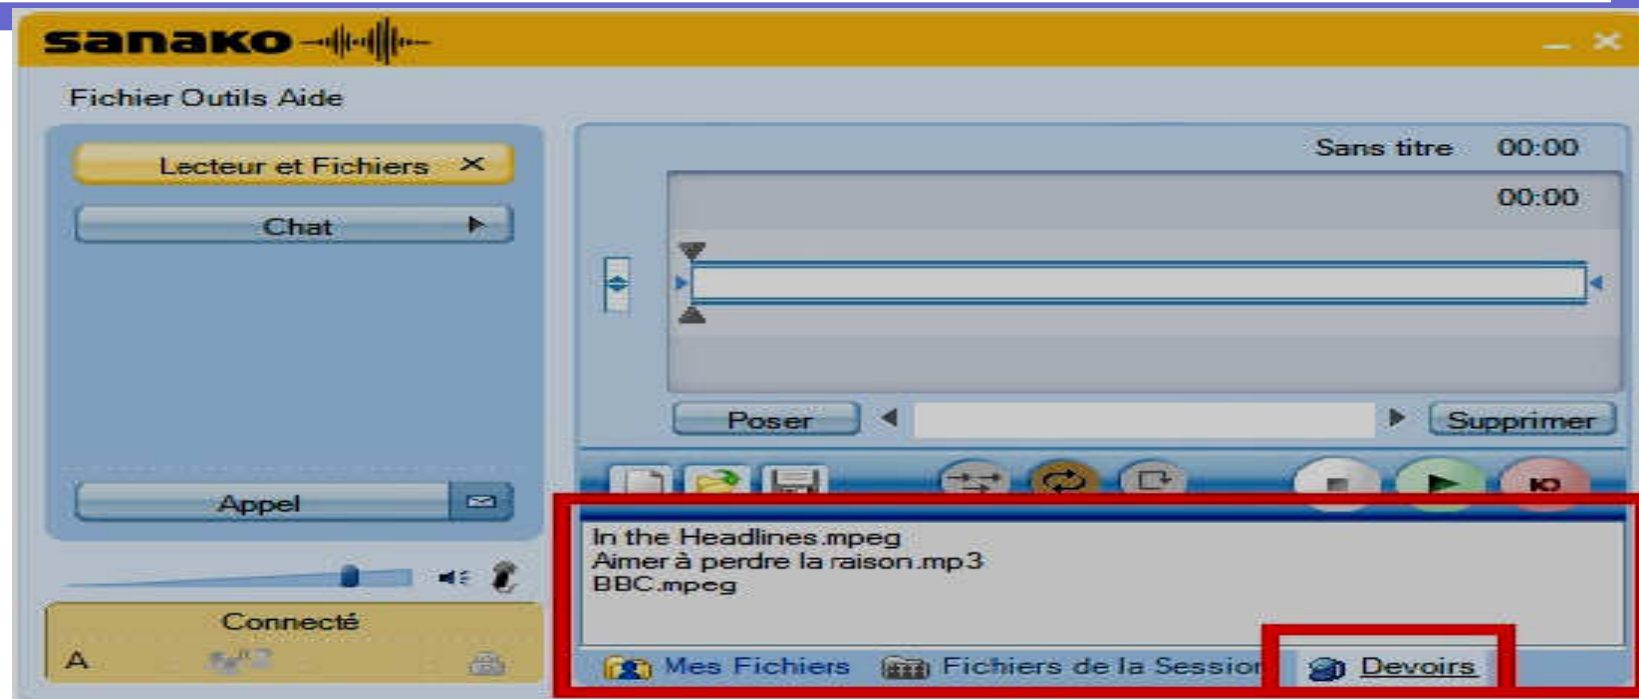 sanako
Fichier Outils Aide
Lecteur et Fichiers
Chat
Appel
Connecté
A
Sans titre 00:00
00:00
Poser
Supprimer
In the Headlines.mpeg
Aimer à perdre la raison.mp3
BBC.mpeg
Mes Fichiers
Fichiers de la Session
Devoirs